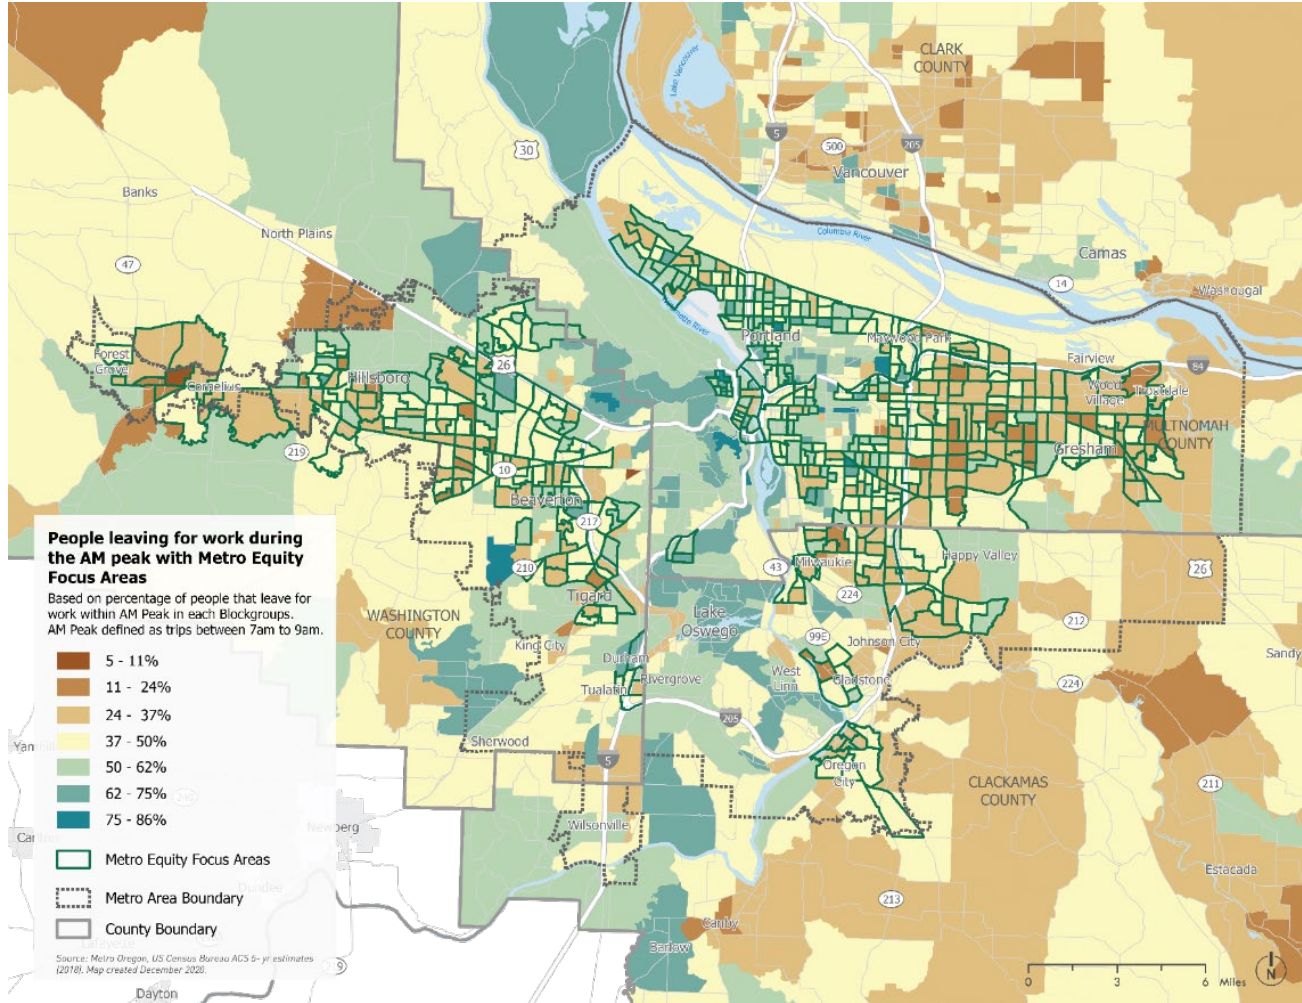 CLARK
COUNTY
Lake Vancouver
5
205
500
30
Vancouver
Banks
North Plains
Columbia River
47
Camas
14
Washougal
Portland
Maywood Park
Fairview
84
Forest
Grove
Cornelius
Hillsboro
26
Wood
Village
Troutdale
MULTNOMAH
COUNTY
Gresham
219
10
Beaverton
217
210
43
Milwaukie
Happy Valley
26
Tigard
224
WASHINGTON
COUNTY
Lake
Oswego
212
King City
99E
Johnson City
Sandy
Durham
Rivergrove
Tualatin
West
Linn
Gladstone
224
205
Sherwood
5
Oregon
City
CLACKAMAS
COUNTY
211
Wilsonville
Newberg
Estacada
213
Canby
Barlow
Dundee
Lafayette
219
Dayton
People leaving for work during
the AM peak with Metro Equity
Focus Areas
Based on percentage of people that leave for
work within AM Peak in each Blockgroups.
AM Peak defined as trips between 7am to 9am.
5 - 11%
11 - 24%
24 - 37%
37 - 50%
50 - 62%
62 - 75%
75 - 86%
Metro Equity Focus Areas
Metro Area Boundary
County Boundary
Source: Metro Oregon, US Census Bureau ACS 5- yr estimates
(2018). Map created December 2020.
0 3 6
Miles
N